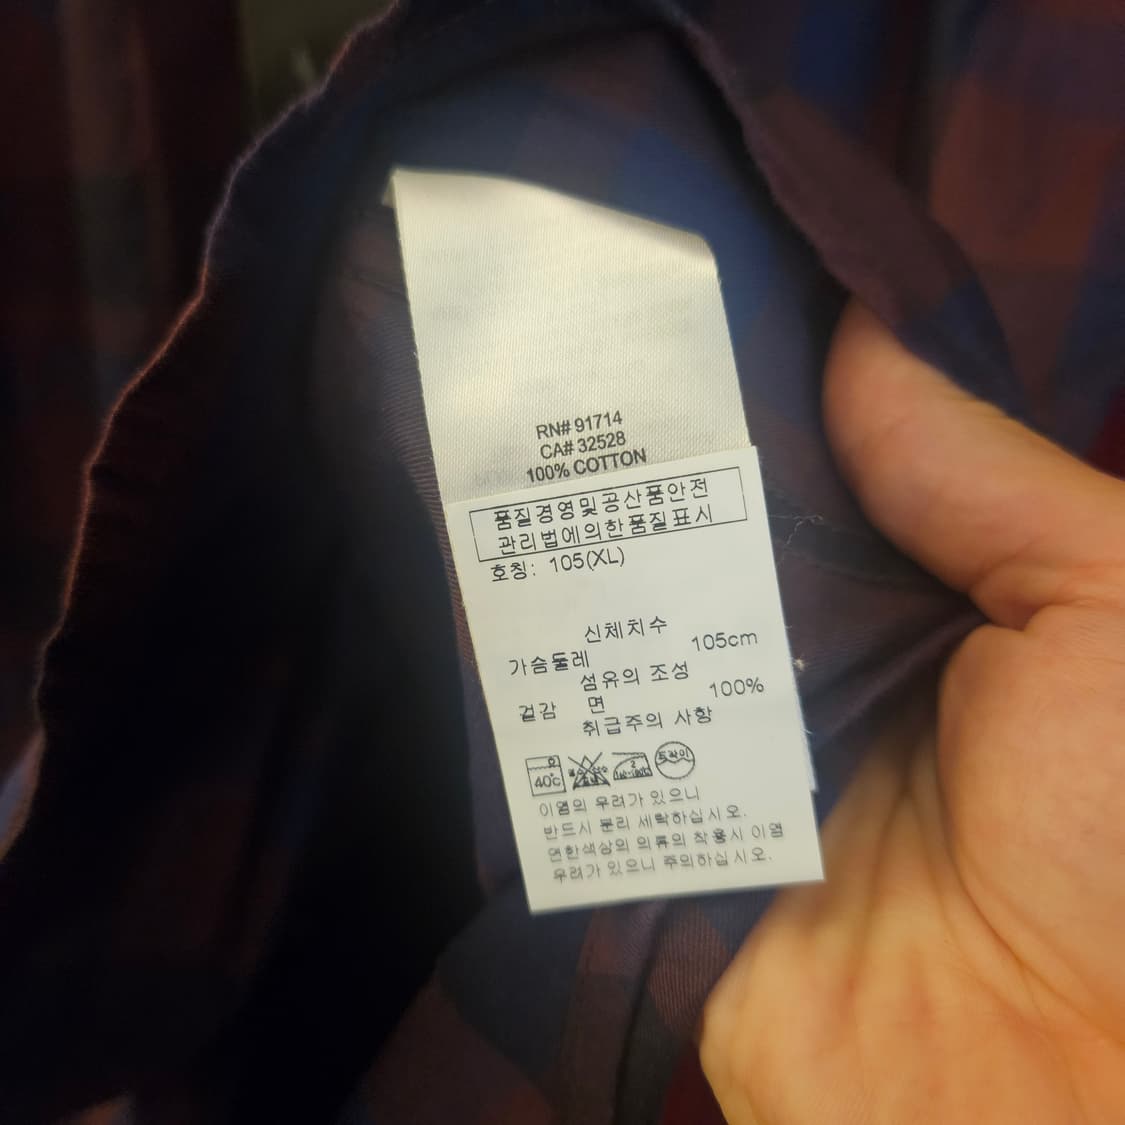 RN# 91714
CA# 32528
100% COTTON
품질경영및공산품안전
관리법에의한품질표시
호칭: 105(XL)
신체치수
가슴둘레 105cm
섬유의 조성
겉감 면 100%
취급주의 사항
40℃
드라이
이염의 우려가 있으니
반드시 분리 세탁하십시오.
연한색상의 의류의 착용시 이염
우려가 있으니 주의하십시오.